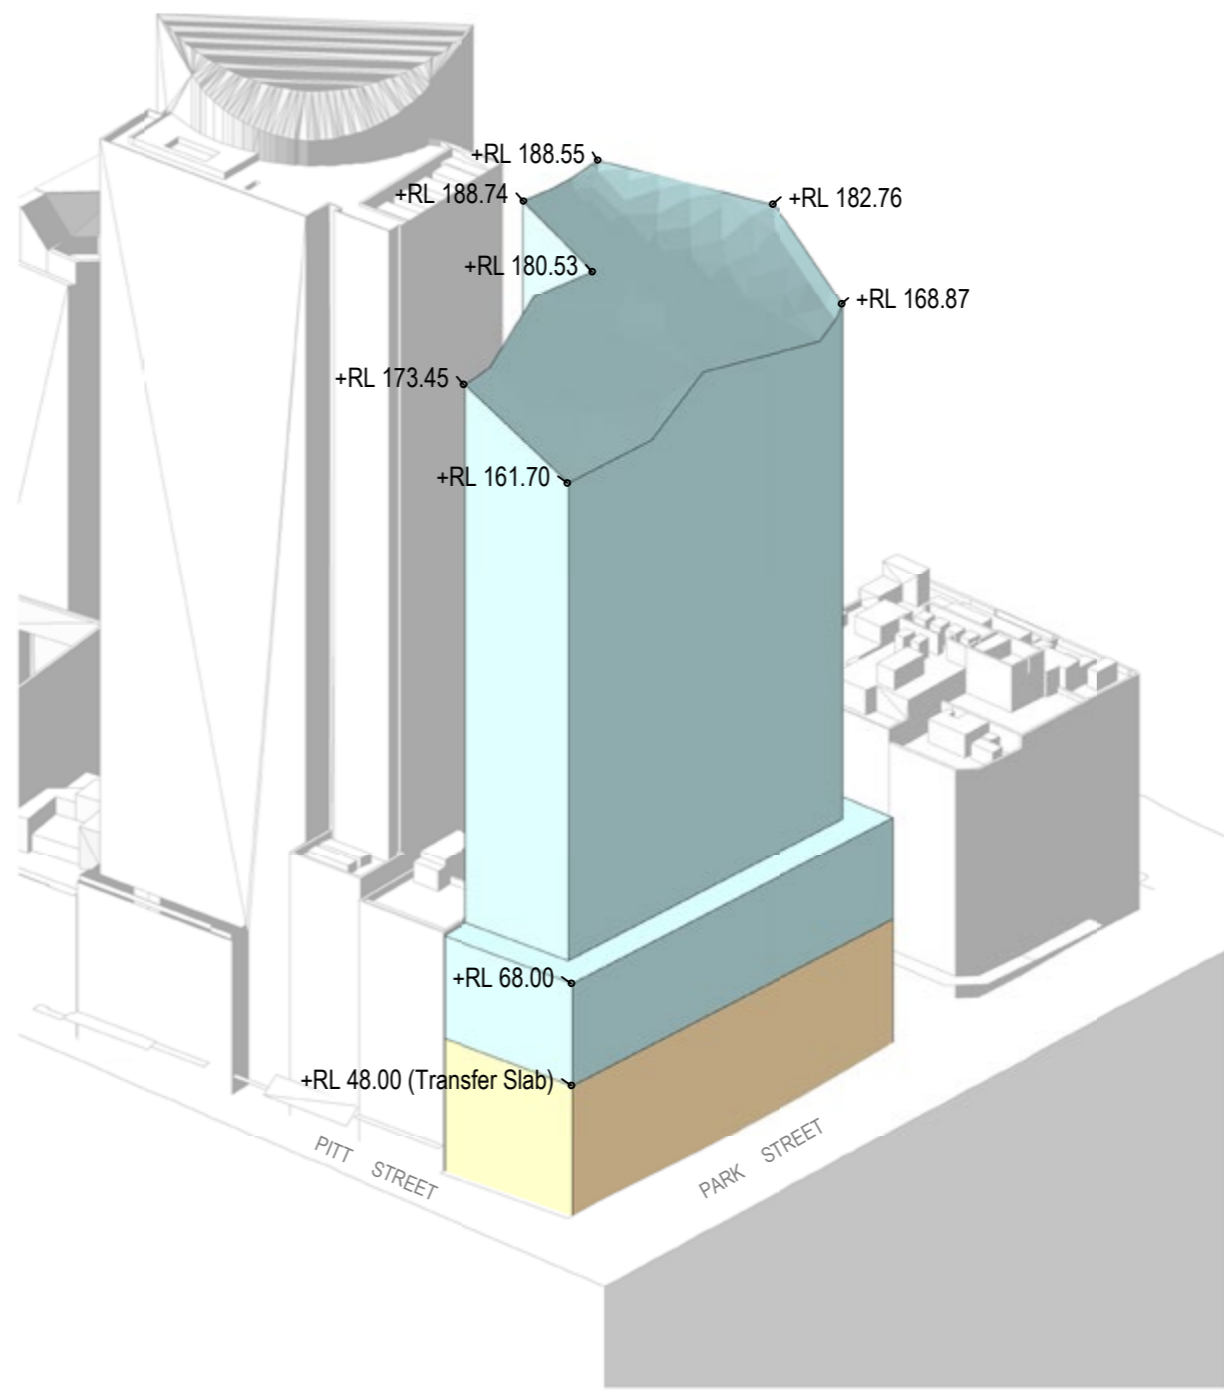 +RL 188.55
+RL 188.74
+RL 182.76
+RL 180.53
+RL 168.87
+RL 173.45
+RL 161.70
+RL 68.00
+RL 48.00 (Transfer Slab)
PITT STREET
PARK STREET